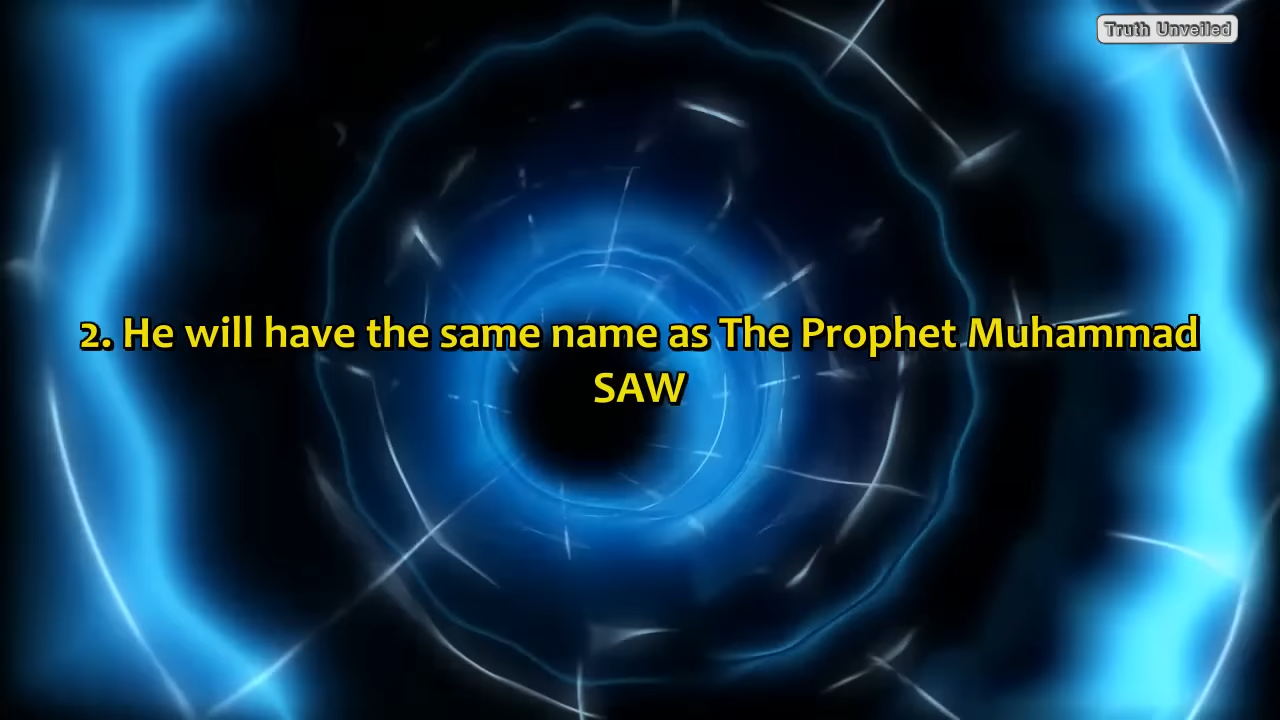 Truth Unveiled
2. He will have the same name as The Prophet Muhammad
SAW